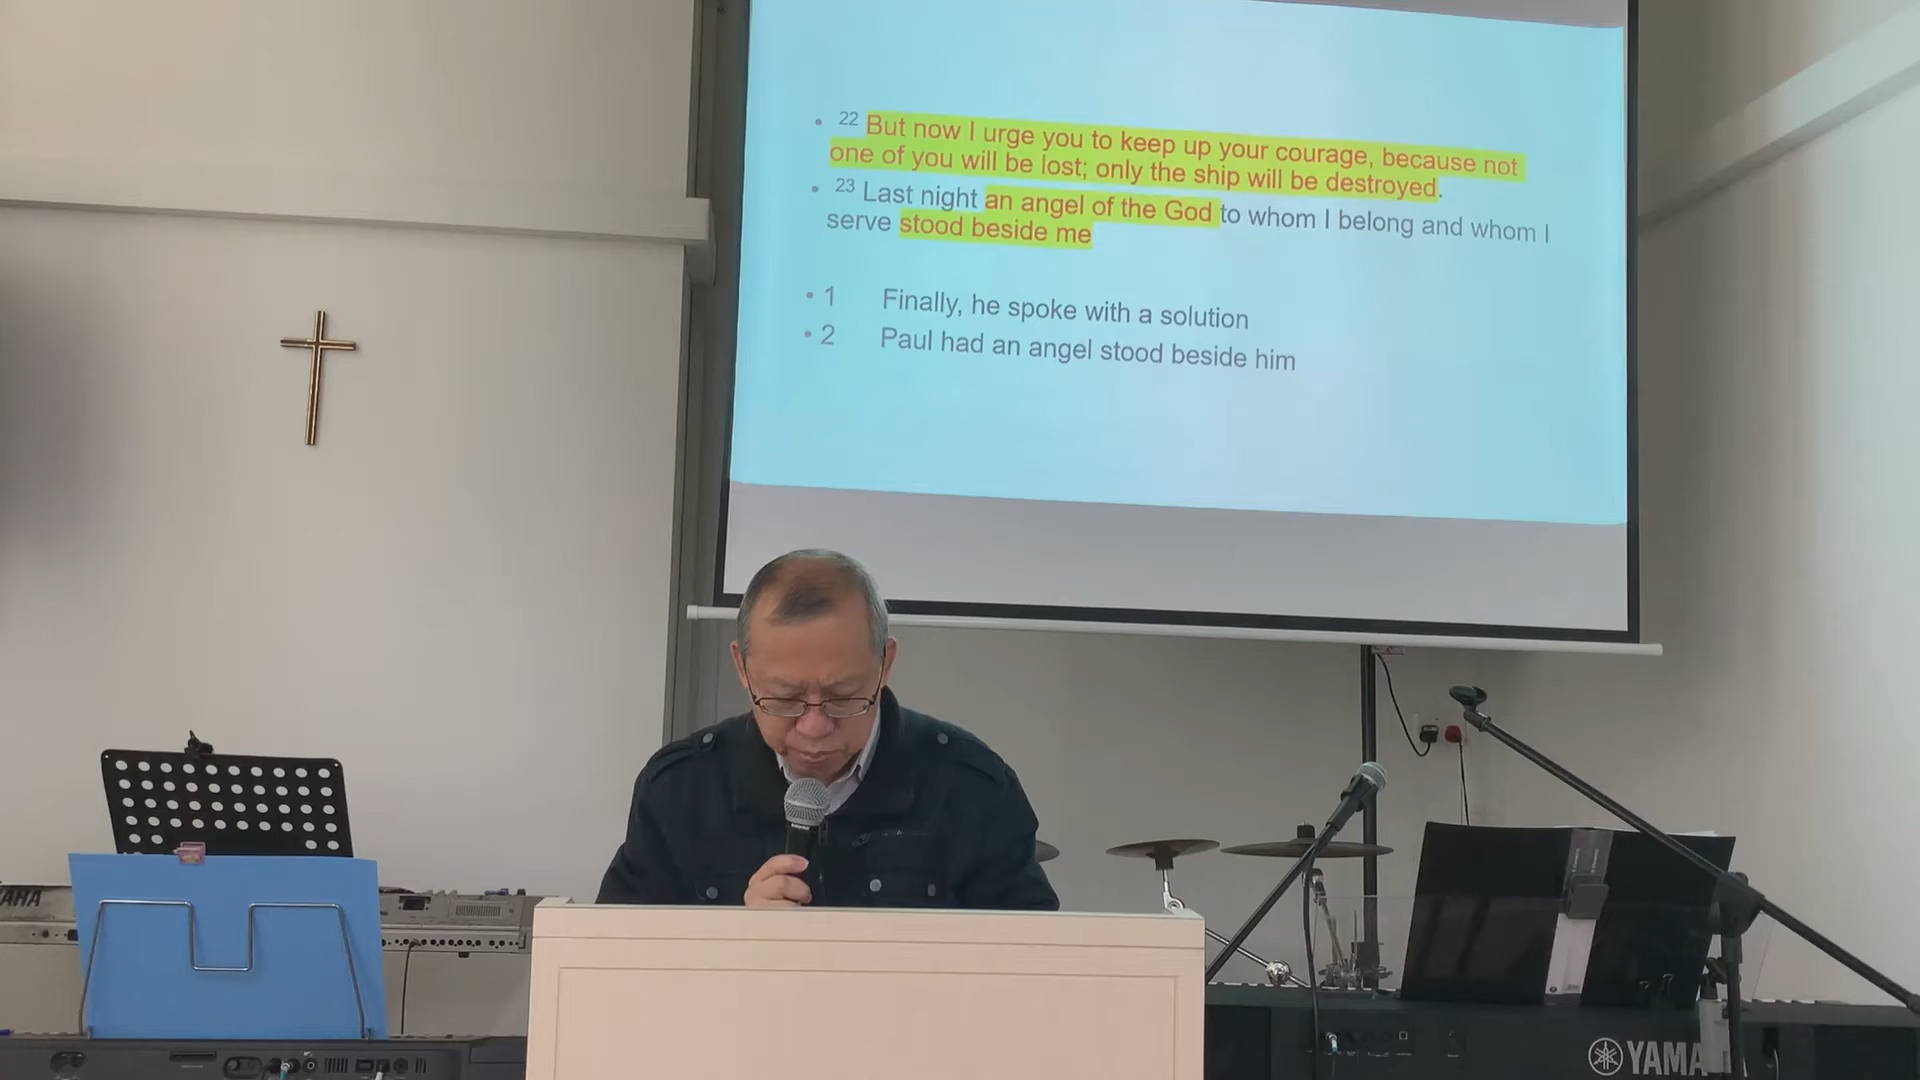 • 22 But now I urge you to keep up your courage, because not
one of you will be lost; only the ship will be destroyed.
• 23 Last night an angel of the God to whom I belong and whom I
serve stood beside me
• 1 Finally, he spoke with a solution
• 2 Paul had an angel stood beside him
AHA
YAMA